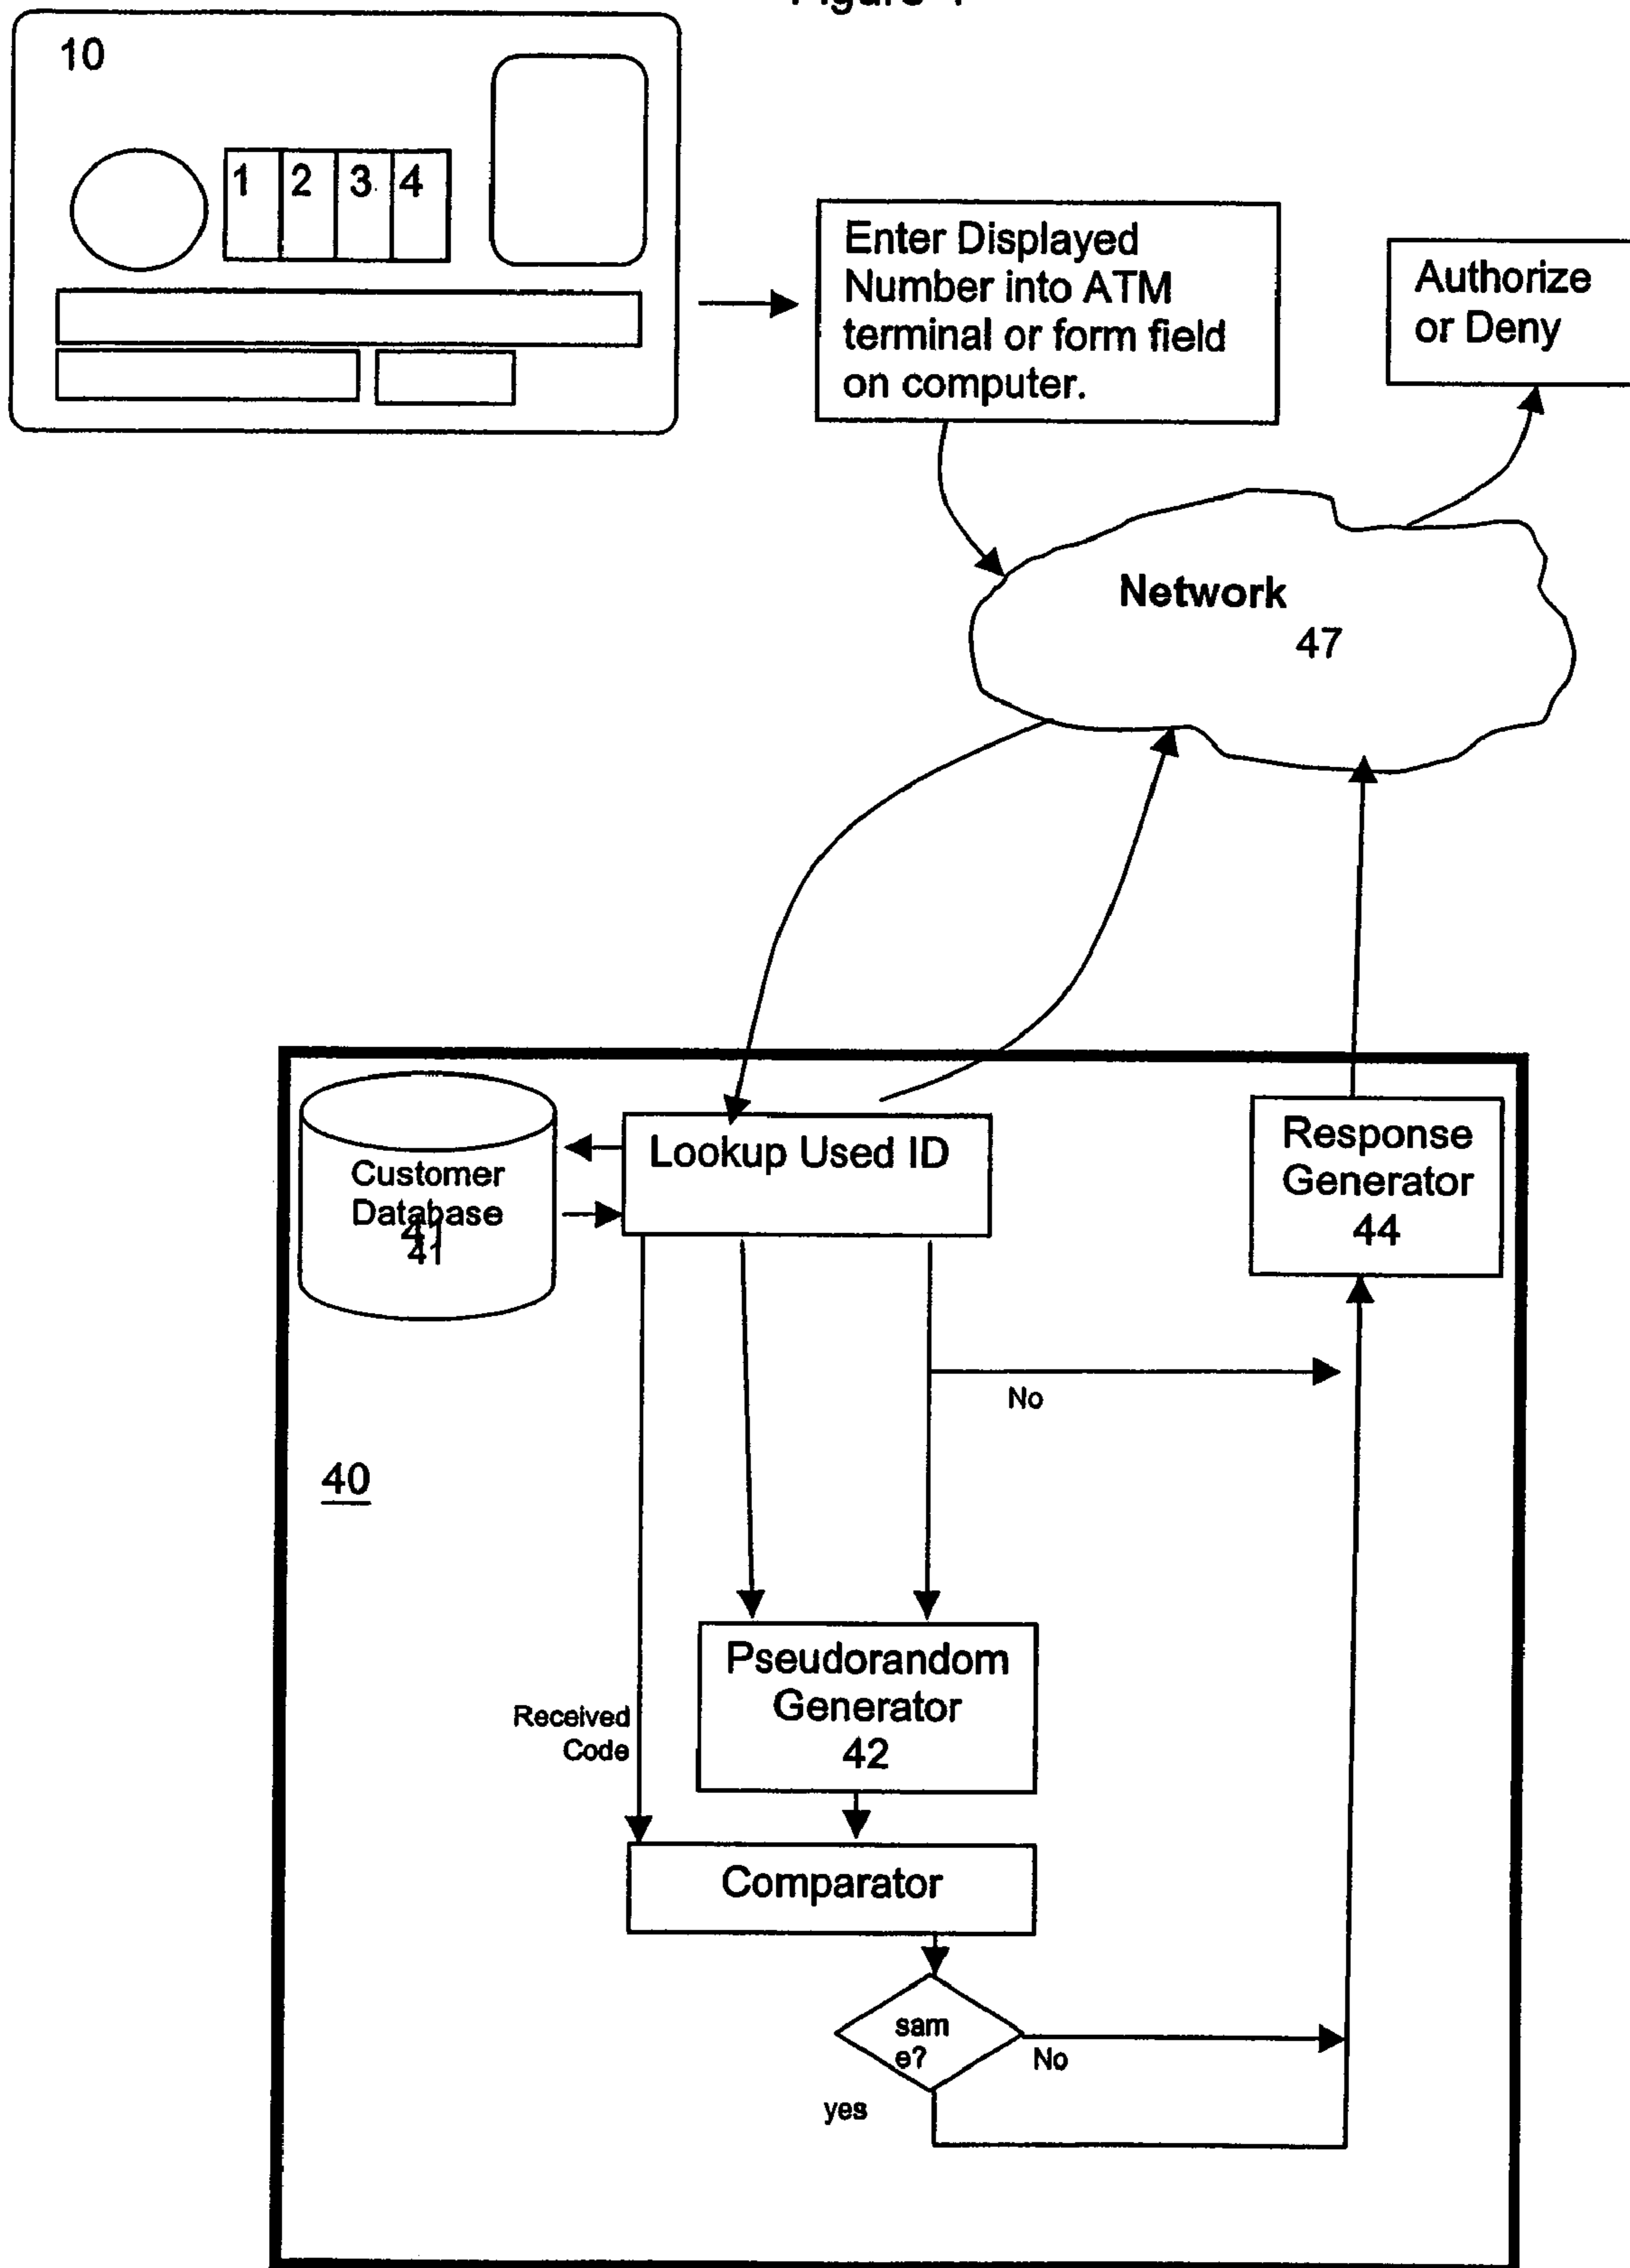 10
1 2 3 4
Enter Displayed
Number into ATM
terminal or form field
on computer.
Authorize
or Deny
Network
47
Customer
Database
41
41
Lookup Used ID
Response
Generator
44
No
40
Pseudorandom
Generator
42
Received
Code
Comparator
sam
e?
No
yes